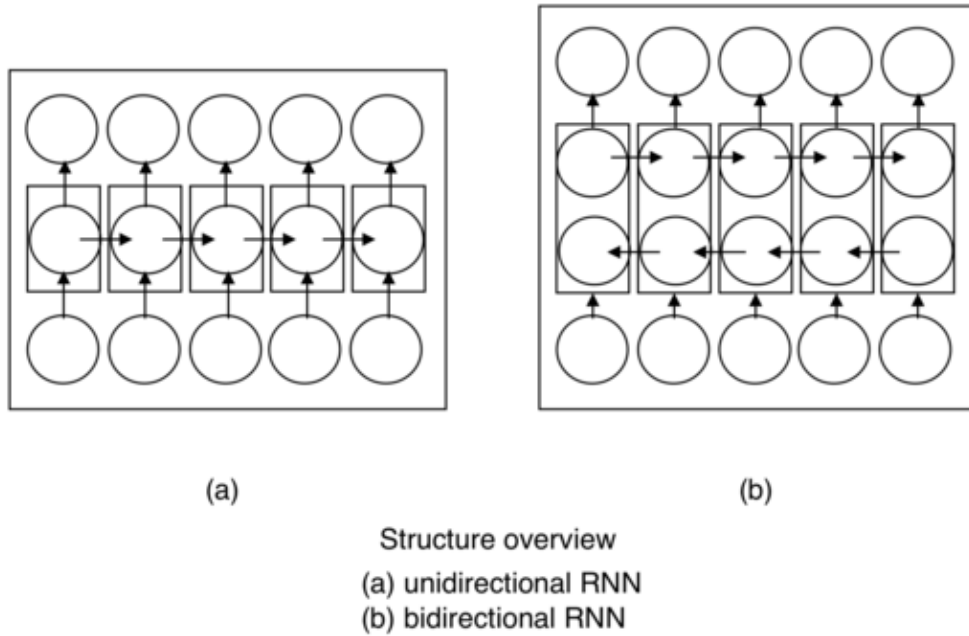 (a)
(b)
Structure overview
(a) unidirectional RNN
(b) bidirectional RNN